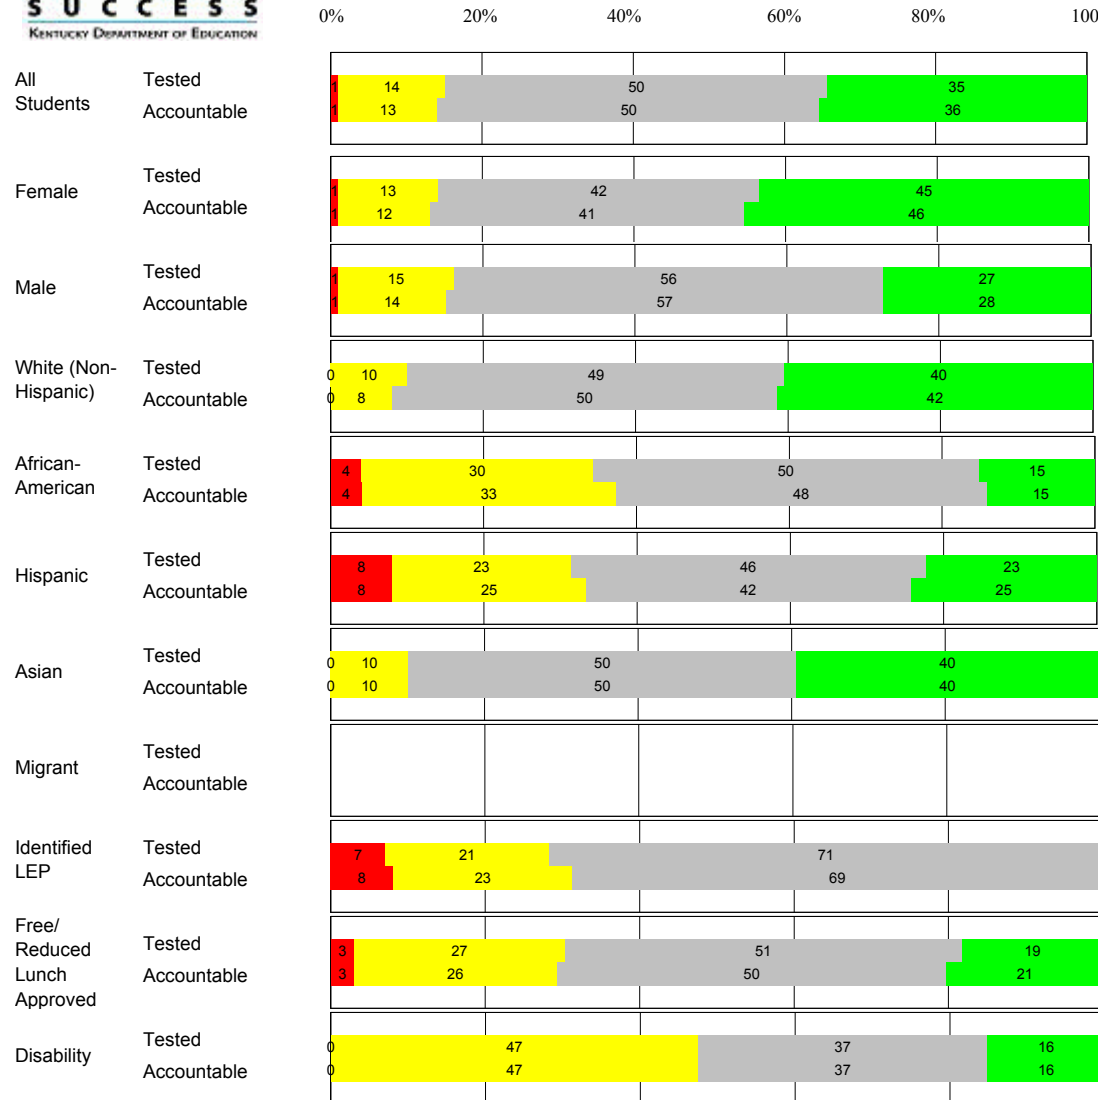 SUCCESS
KENTUCKY DEPARTMENT OF EDUCATION
0% 20% 40% 60% 80% 100
All Students
Tested 1 14 50 35
Accountable 1 13 50 36
Female
Tested 1 13 42 45
Accountable 1 12 41 46
Male
Tested 1 15 56 27
Accountable 1 14 57 28
White (Non-
Hispanic)
Tested 0 10 49 40
Accountable 0 8 50 42
African-
American
Tested 4 30 50 15
Accountable 4 33 48 15
Hispanic
Tested 8 23 46 23
Accountable 8 25 42 25
Asian
Tested 0 10 50 40
Accountable 0 10 50 40
Migrant
Tested
Accountable
Identified
LEP
Tested 7 21 71
Accountable 8 23 69
Free/
Reduced
Lunch
Approved
Tested 3 27 51 19
Accountable 3 26 50 21
Disability
Tested 0 47 37 16
Accountable 0 47 37 16